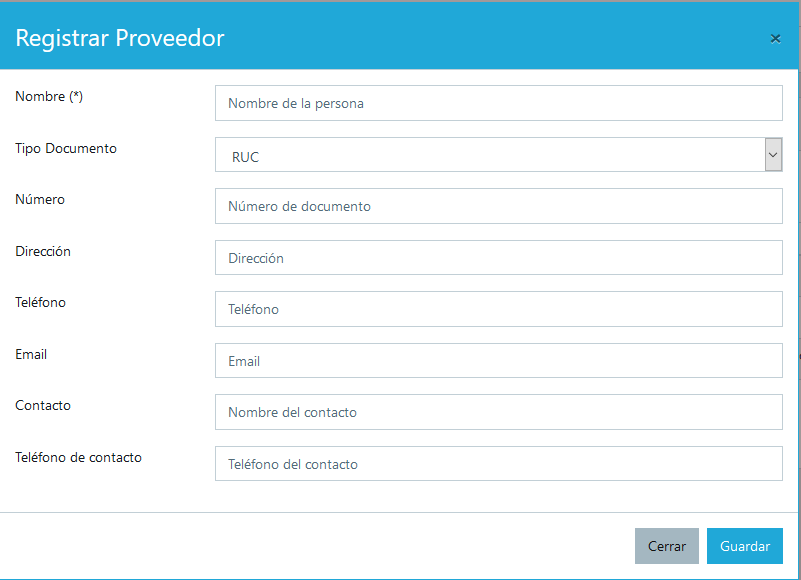 Registrar Proveedor ×
Nombre (*) Nombre de la persona
Tipo Documento RUC
Número Número de documento
Dirección Dirección
Teléfono Teléfono
Email Email
Contacto Nombre del contacto
Teléfono de contacto Teléfono del contacto
Cerrar Guardar